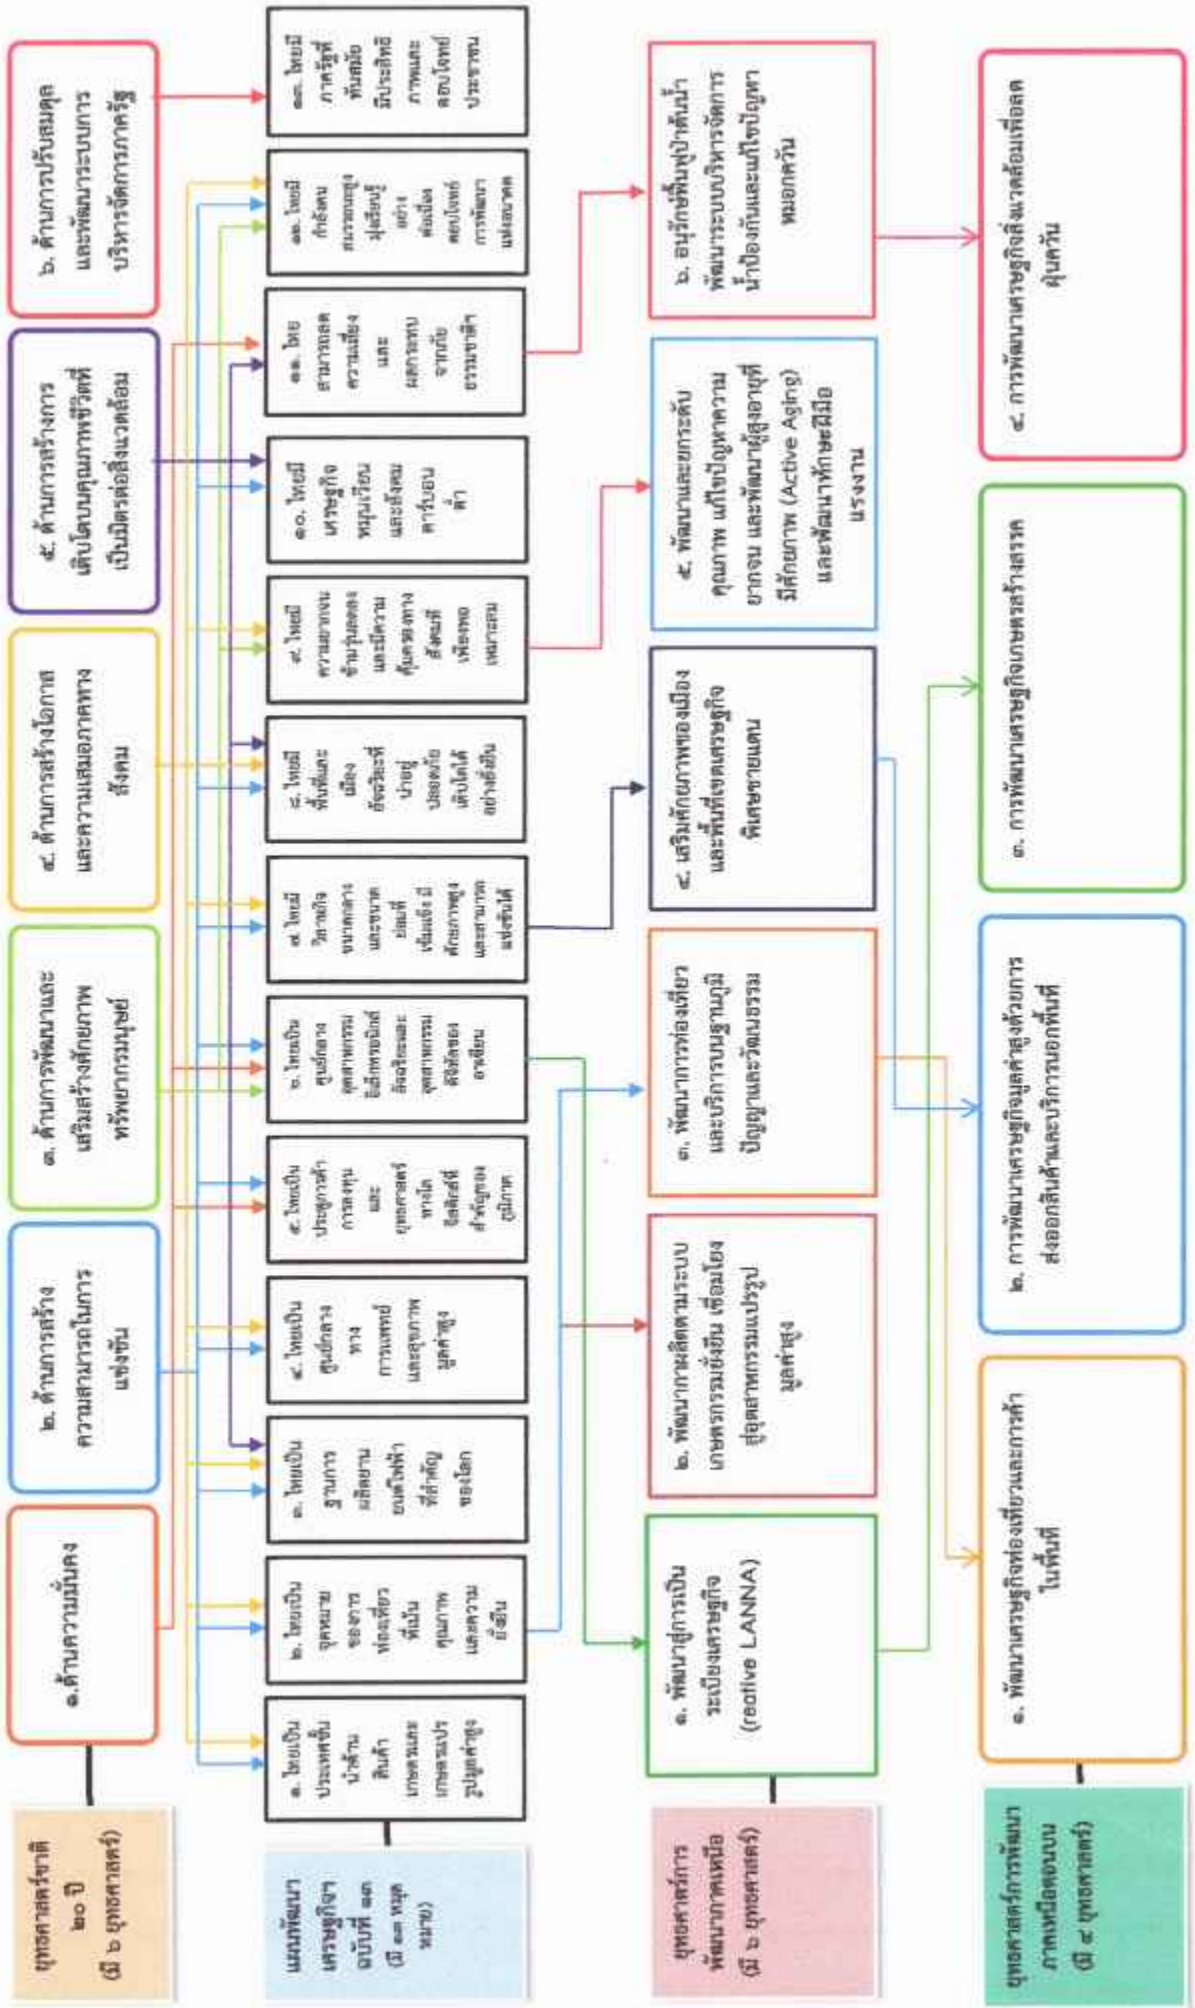 ยุทธศาสตร์ชาติ
๒๐ ปี
(มี ๖ ยุทธศาสตร์)
๑.ด้านความมั่นคง
๒. ด้านการสร้าง
ความสามารถในการ
แข่งขัน
๓. ด้านการพัฒนาและ
เสริมสร้างศักยภาพ
ทรัพยากรมนุษย์
๔. ด้านการสร้างโอกาส
และความเสมอภาคทาง
สังคม
๕. ด้านการสร้างการ
เติบโตบนคุณภาพชีวิตที่
เป็นมิตรต่อสิ่งแวดล้อม
๖. ด้านการปรับสมดุล
และพัฒนาระบบการ
บริหารจัดการภาครัฐ
แผนพัฒนา
เศรษฐกิจฯ
ฉบับที่ ๑๓
(มี ๑๓ หมุด
หมาย)
๑. ไทยเป็น
ประเทศชั้น
นำด้าน
สินค้า
เกษตรและ
เกษตรแปร
รูปมูลค่าสูง
๒. ไทยเป็น
จุดหมาย
ของการ
ท่องเที่ยว
ที่เน้น
คุณภาพ
และความ
ยั่งยืน
๓. ไทยเป็น
ฐานการ
ผลิตยาน
ยนต์ไฟฟ้า
ที่สำคัญ
ของโลก
๔. ไทยเป็น
ศูนย์กลาง
ทาง
การแพทย์
และสุขภาพ
มูลค่าสูง
๕. ไทยเป็น
ประตูการค้า
การลงทุน
และ
ยุทธศาสตร์
ทางโล
จิสติกส์ที่
สำคัญของ
ภูมิภาค
๖. ไทยเป็น
ศูนย์กลาง
อุตสาหกรรม
อิเล็กทรอนิกส์
อัจฉริยะและ
อุตสาหกรรม
ดิจิทัลของ
อาเซียน
๗. ไทยมี
วิสาหกิจ
ขนาดกลาง
และขนาด
ย่อมที่
เข้มแข็ง มี
ศักยภาพสูง
และสามารถ
แข่งขันได้
๘. ไทยมี
พื้นที่และ
เมือง
อัจฉริยะที่
น่าอยู่
ปลอดภัย
เติบโตได้
อย่างยั่งยืน
๙. ไทยมี
ความยากจน
ข้ามรุ่นลดลง
และมีความ
คุ้มครองทาง
สังคมที่
เพียงพอ
เหมาะสม
๑๐. ไทยมี
เศรษฐกิจ
หมุนเวียน
และสังคม
คาร์บอน
ต่ำ
๑๑. ไทย
สามารถลด
ความเสี่ยง
และ
ผลกระทบ
จากภัย
ธรรมชาติฯ
๑๒. ไทยมี
กำลังคน
สมรรถนะสูง
มุ่งเรียนรู้
อย่าง
ต่อเนื่อง
ตอบโจทย์
การพัฒนา
แห่งอนาคต
๑๓. ไทยมี
ภาครัฐที่
ทันสมัย
มีประสิทธิ
ภาพและ
ตอบโจทย์
ประชาชน
ยุทธศาสตร์การ
พัฒนาภาคเหนือ
(มี ๖ ยุทธศาสตร์)
๑. พัฒนาสู่การเป็น
ระเบียงเศรษฐกิจ
(reative LANNA)
๒. พัฒนาการผลิตตามระบบ
เกษตรกรรมยั่งยืน เชื่อมโยง
สู่อุตสาหกรรมแปรรูป
มูลค่าสูง
๓. พัฒนาการท่องเที่ยว
และบริการบนฐานภูมิ
ปัญญาและวัฒนธรรม
๔. เสริมศักยภาพของเมือง
และพื้นที่เขตเศรษฐกิจ
พิเศษชายแดน
๕. พัฒนาและยกระดับ
คุณภาพ แก้ไขปัญหาความ
ยากจน และพัฒนาผู้สูงอายุที่
มีศักยภาพ (Active Aging)
และพัฒนาทักษะฝีมือ
แรงงาน
๖. อนุรักษ์ฟื้นฟูป่าต้นน้ำ
พัฒนาระบบบริหารจัดการ
น้ำป้องกันและแก้ไขปัญหา
หมอกควัน
ยุทธศาสตร์การพัฒนา
ภาคเหนือตอนบน
(มี ๔ ยุทธศาสตร์)
๑. พัฒนาเศรษฐกิจท่องเที่ยวและการค้า
ในพื้นที่
๒. การพัฒนาเศรษฐกิจมูลค่าสูงด้วยการ
ส่งออกสินค้าและบริการนอกพื้นที่
๓. การพัฒนาเศรษฐกิจเกษตรสร้างสรรค์
๔. การพัฒนาเศรษฐกิจสิ่งแวดล้อมเพื่อลด
ฝุ่นควัน